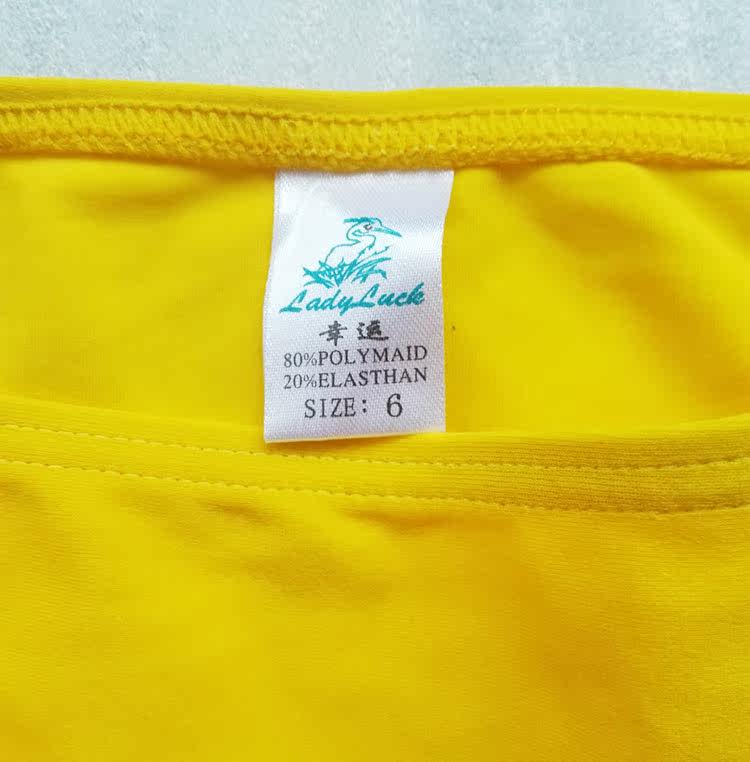 LadyLuck
幸运
80%POLYMAID
20%ELASTHAN
SIZE: 6